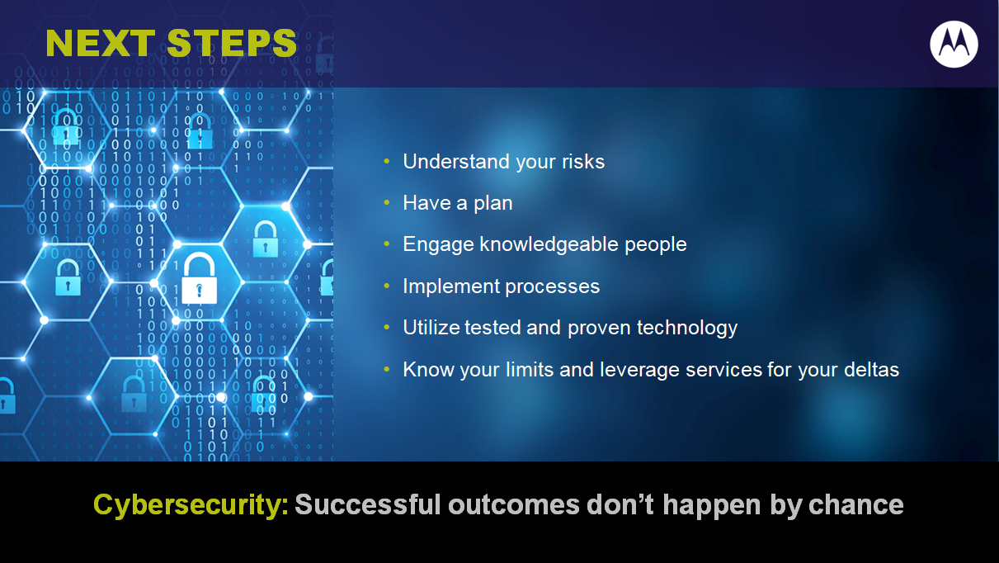 NEXT STEPS
• Understand your risks
• Have a plan
• Engage knowledgeable people
• Implement processes
• Utilize tested and proven technology
• Know your limits and leverage services for your deltas
Cybersecurity: Successful outcomes don’t happen by chance